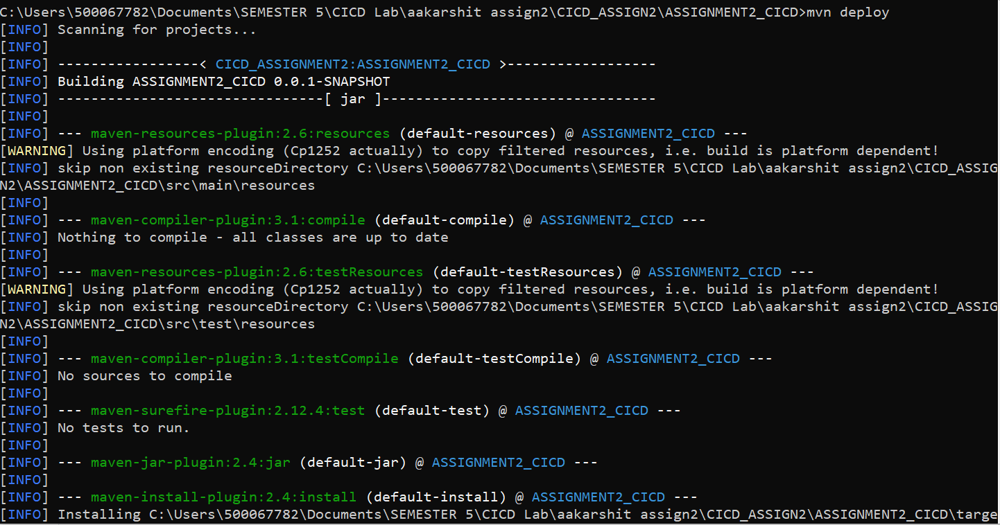 C:\Users\500067782\Documents\SEMESTER 5\CICD Lab\aakarshit assign2\CICD_ASSIGN2\ASSIGNMENT2_CICD>mvn deploy
[INFO] Scanning for projects...
[INFO]
[INFO] -----------------< CICD_ASSIGNMENT2:ASSIGNMENT2_CICD >------------------
[INFO] Building ASSIGNMENT2_CICD 0.0.1-SNAPSHOT
[INFO] --------------------------------[ jar ]---------------------------------
[INFO]
[INFO] --- maven-resources-plugin:2.6:resources (default-resources) @ ASSIGNMENT2_CICD ---
[WARNING] Using platform encoding (Cp1252 actually) to copy filtered resources, i.e. build is platform dependent!
[INFO] skip non existing resourceDirectory C:\Users\500067782\Documents\SEMESTER 5\CICD Lab\aakarshit assign2\CICD_ASSIG
N2\ASSIGNMENT2_CICD\src\main\resources
[INFO]
[INFO] --- maven-compiler-plugin:3.1:compile (default-compile) @ ASSIGNMENT2_CICD ---
[INFO] Nothing to compile - all classes are up to date
[INFO]
[INFO] --- maven-resources-plugin:2.6:testResources (default-testResources) @ ASSIGNMENT2_CICD ---
[WARNING] Using platform encoding (Cp1252 actually) to copy filtered resources, i.e. build is platform dependent!
[INFO] skip non existing resourceDirectory C:\Users\500067782\Documents\SEMESTER 5\CICD Lab\aakarshit assign2\CICD_ASSIG
N2\ASSIGNMENT2_CICD\src\test\resources
[INFO]
[INFO] --- maven-compiler-plugin:3.1:testCompile (default-testCompile) @ ASSIGNMENT2_CICD ---
[INFO] No sources to compile
[INFO]
[INFO] --- maven-surefire-plugin:2.12.4:test (default-test) @ ASSIGNMENT2_CICD ---
[INFO] No tests to run.
[INFO]
[INFO] --- maven-jar-plugin:2.4:jar (default-jar) @ ASSIGNMENT2_CICD ---
[INFO]
[INFO] --- maven-install-plugin:2.4:install (default-install) @ ASSIGNMENT2_CICD ---
[INFO] Installing C:\Users\500067782\Documents\SEMESTER 5\CICD Lab\aakarshit assign2\CICD_ASSIGN2\ASSIGNMENT2_CICD\targe